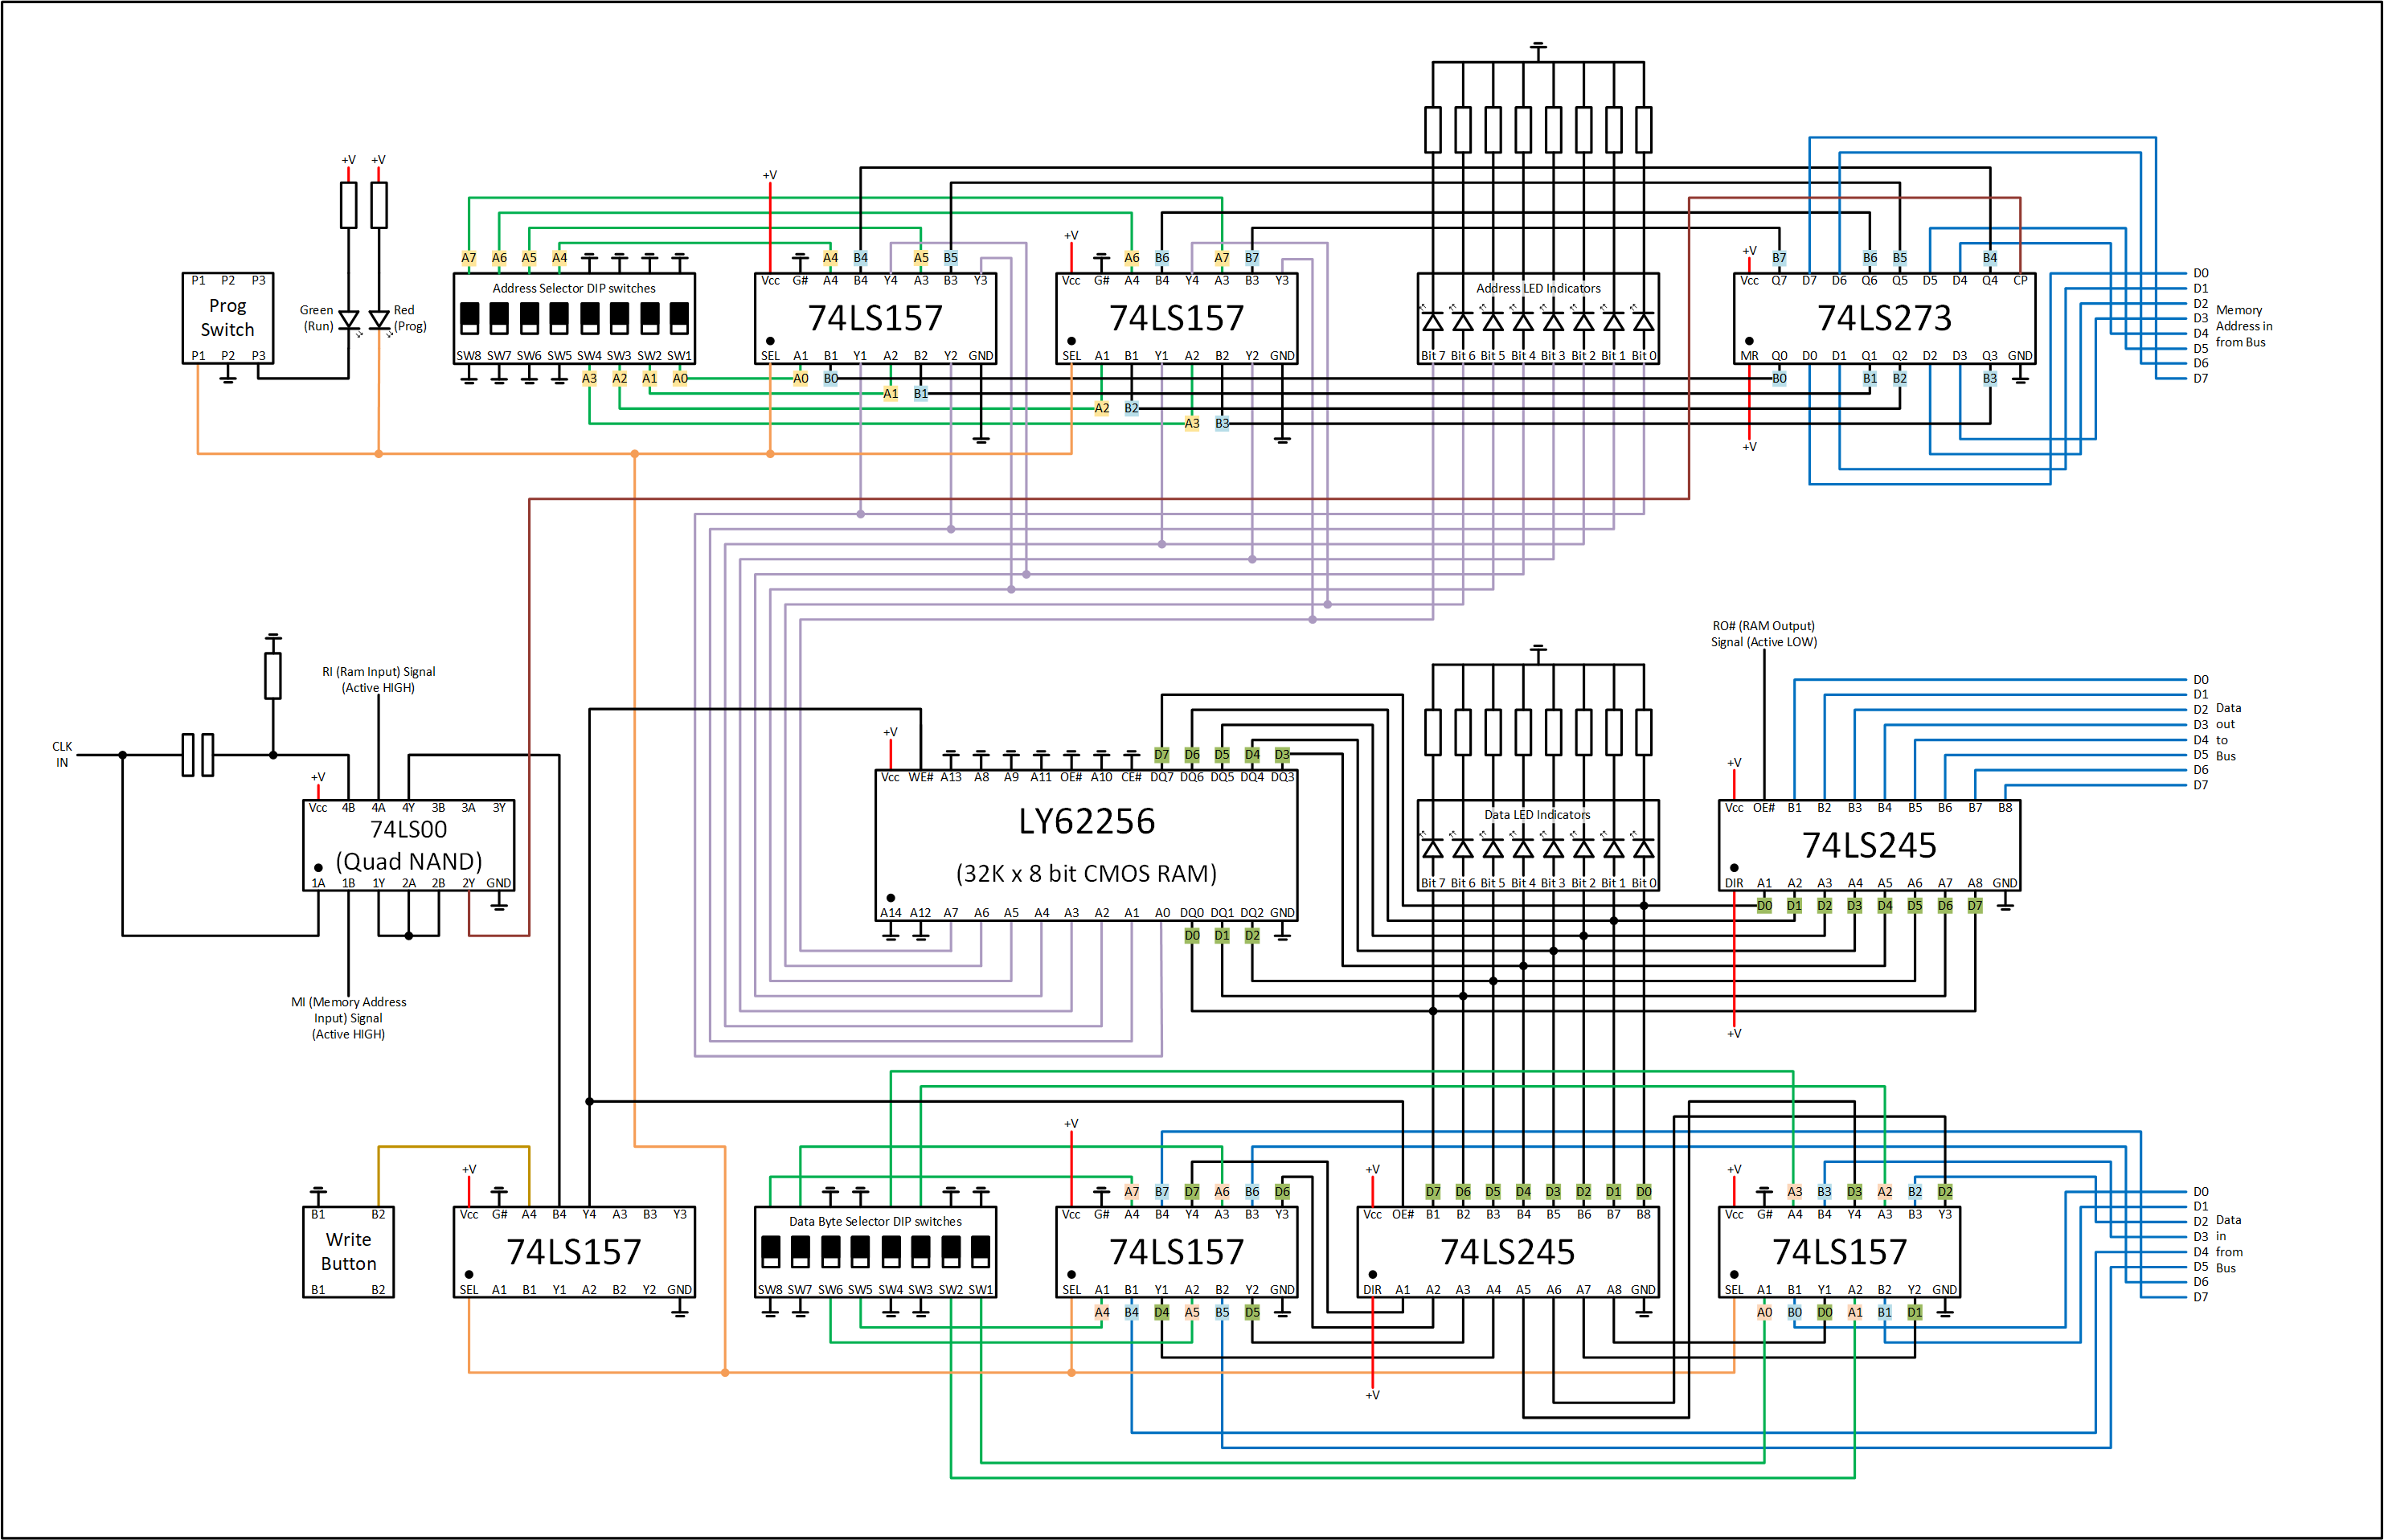 +V +V
+V
+V
A7 A6 A5 A4
A4 B4 A5 B5
A6 B6 A7 B7
+V
B7 B6 B5 B4
P1 P2 P3
Prog
Switch
P1 P2 P3
Green
(Run)
Red
(Prog)
Address Selector DIP switches
SW8 SW7 SW6 SW5 SW4 SW3 SW2 SW1
A3 A2 A1 A0
Vcc G# A4 B4 Y4 A3 B3 Y3
74LS157
SEL A1 B1 Y1 A2 B2 Y2 GND
A0 B0 A1 B1
Vcc G# A4 B4 Y4 A3 B3 Y3
74LS157
SEL A1 B1 Y1 A2 B2 Y2 GND
A2 B2 A3 B3
Address LED Indicators
Bit 7 Bit 6 Bit 5 Bit 4 Bit 3 Bit 2 Bit 1 Bit 0
Vcc Q7 D7 D6 Q6 Q5 D5 D4 Q4 CP
74LS273
MR Q0 D0 D1 Q1 Q2 D2 D3 Q3 GND
B0 B1 B2 B3
+V
D0
D1
D2
D3
D4
D5
D6
D7
Memory
Address in
from Bus
RO# (RAM Output)
Signal (Active LOW)
RI (Ram Input) Signal
(Active HIGH)
CLK
IN
+V
Vcc 4B 4A 4Y 3B 3A 3Y
74LS00
(Quad NAND)
1A 1B 1Y 2A 2B 2Y GND
MI (Memory Address
Input) Signal
(Active HIGH)
+V
D7 D6 D5 D4 D3
Vcc WE# A13 A8 A9 A11 OE# A10 CE# DQ7 DQ6 DQ5 DQ4 DQ3
LY62256
(32K x 8 bit CMOS RAM)
A14 A12 A7 A6 A5 A4 A3 A2 A1 A0 DQ0 DQ1 DQ2 GND
D0 D1 D2
Data LED Indicators
Bit 7 Bit 6 Bit 5 Bit 4 Bit 3 Bit 2 Bit 1 Bit 0
+V
Vcc OE# B1 B2 B3 B4 B5 B6 B7 B8
74LS245
DIR A1 A2 A3 A4 A5 A6 A7 A8 GND
D0 D1 D2 D3 D4 D5 D6 D7
+V
D0
D1
D2
D3
D4
D5
D6
D7
Data
out
to
Bus
B1 B2
Write
Button
B1 B2
+V
Vcc G# A4 B4 Y4 A3 B3 Y3
74LS157
SEL A1 B1 Y1 A2 B2 Y2 GND
Data Byte Selector DIP switches
SW8 SW7 SW6 SW5 SW4 SW3 SW2 SW1
+V
A7 B7 D7 A6 B6 D6
Vcc G# A4 B4 Y4 A3 B3 Y3
74LS157
SEL A1 B1 Y1 A2 B2 Y2 GND
A4 B4 D4 A5 B5 D5
+V
D7 D6 D5 D4 D3 D2 D1 D0
Vcc OE# B1 B2 B3 B4 B5 B6 B7 B8
74LS245
DIR A1 A2 A3 A4 A5 A6 A7 A8 GND
+V
+V
A3 B3 D3 A2 B2 D2
Vcc G# A4 B4 Y4 A3 B3 Y3
74LS157
SEL A1 B1 Y1 A2 B2 Y2 GND
A0 B0 D0 A1 B1 D1
D0
D1
D2
D3
D4
D5
D6
D7
Data
in
from
Bus